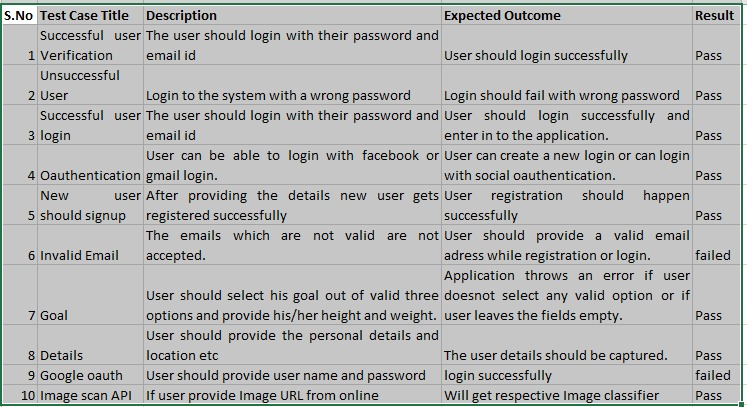 S.No Test Case Title Description Expected Outcome Result
Successful user The user should login with their password and
1 Verification email id User should login successfully Pass
Unsuccessful
2 User Login to the system with a wrong password Login should fail with wrong password Pass
Successful user The user should login with their password and User should login successfully and
3 login email id enter in to the application. Pass
User can be able to login with facebook or User can create a new login or can login
4 Oauthentication gmail login. with social oauthentication. Pass
New user After providing the details new user gets User registration should happen
5 should signup registered successfully successfully Pass
The emails which are not valid are not User should provide a valid email
6 Invalid Email accepted. adress while registration or login. failed
Application throws an error if user
User should select his goal out of valid three doesnot select any valid option or if
7 Goal options and provide his/her height and weight. user leaves the fields empty. Pass
User should provide the personal details and
8 Details location etc The user details should be captured. Pass
9 Google oauth User should provide user name and password login successfully failed
10 Image scan API If user provide Image URL from online Will get respective Image classifier Pass